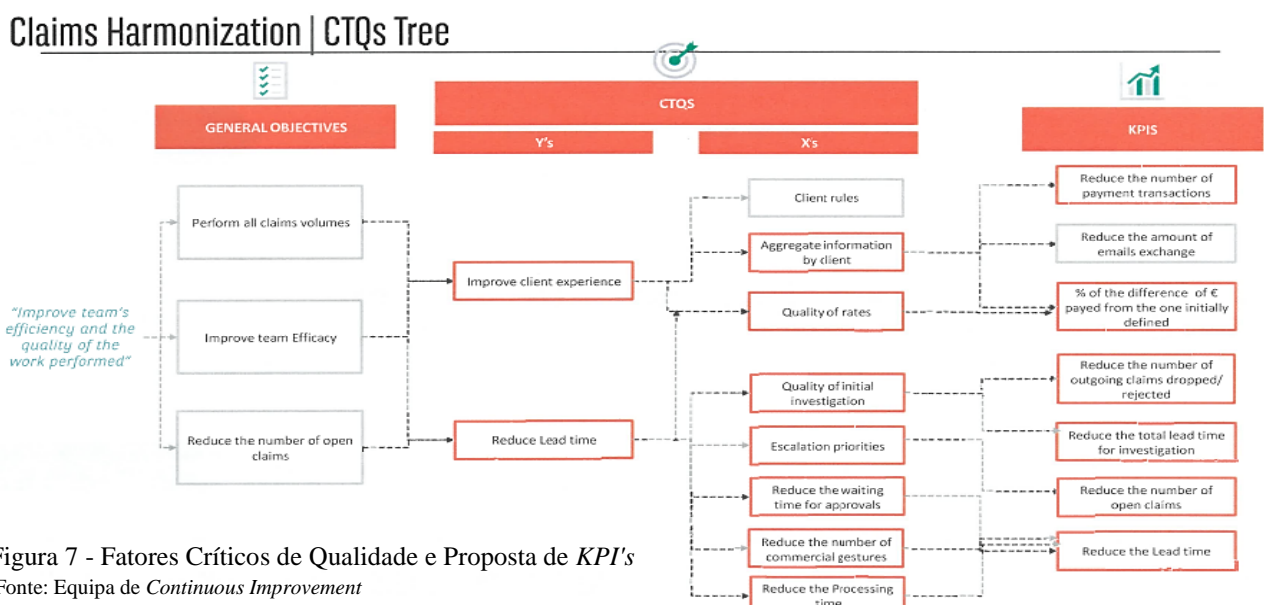 Claims Harmonization | CTQs Tree
GENERAL OBJECTIVES
CTQS
Y's
X's
KPIS
"Improve team's
efficiency and the
quality of the
work performed"
Perform all claims volumes
Improve team Efficacy
Reduce the number of open
claims
Improve client experience
Reduce Lead time
Client rules
Aggregate information
by client
Quality of rates
Quality of initial
investigation
Escalation priorities
Reduce the waiting
time for approvals
Reduce the number of
commercial gestures
Reduce the Processing
time
Reduce the number of
payment transactions
Reduce the amount of
emails exchange
% of the difference of €
payed from the one initially
defined
Reduce the number of
outgoing claims dropped/
rejected
Reduce the total lead time
for investigation
Reduce the number of
open claims
Reduce the Lead time
Figura 7 - Fatores Críticos de Qualidade e Proposta de KPI's
Fonte: Equipa de Continuous Improvement